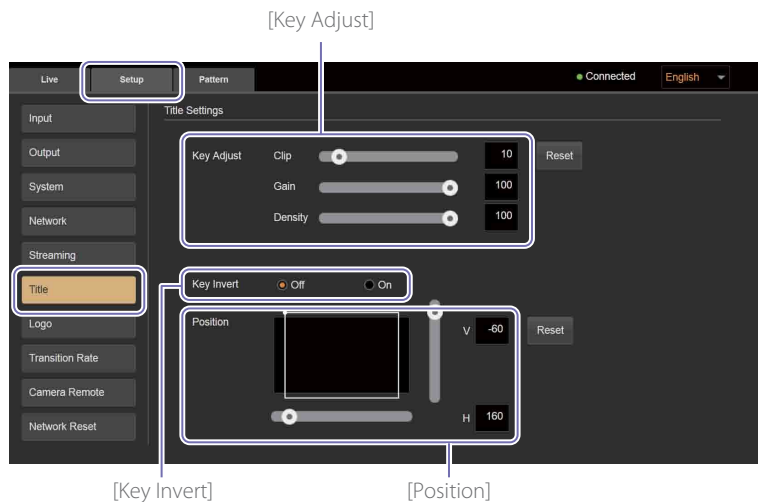 [Key Adjust]
Live Setup Pattern Connected English
Input
Output
System
Network
Streaming
Title
Logo
Transition Rate
Camera Remote
Network Reset
Title Settings
Key Adjust Clip 10 Reset
Gain 100
Density 100
Key Invert Off On
Position V -60 Reset
H 160
[Key Invert] [Position]